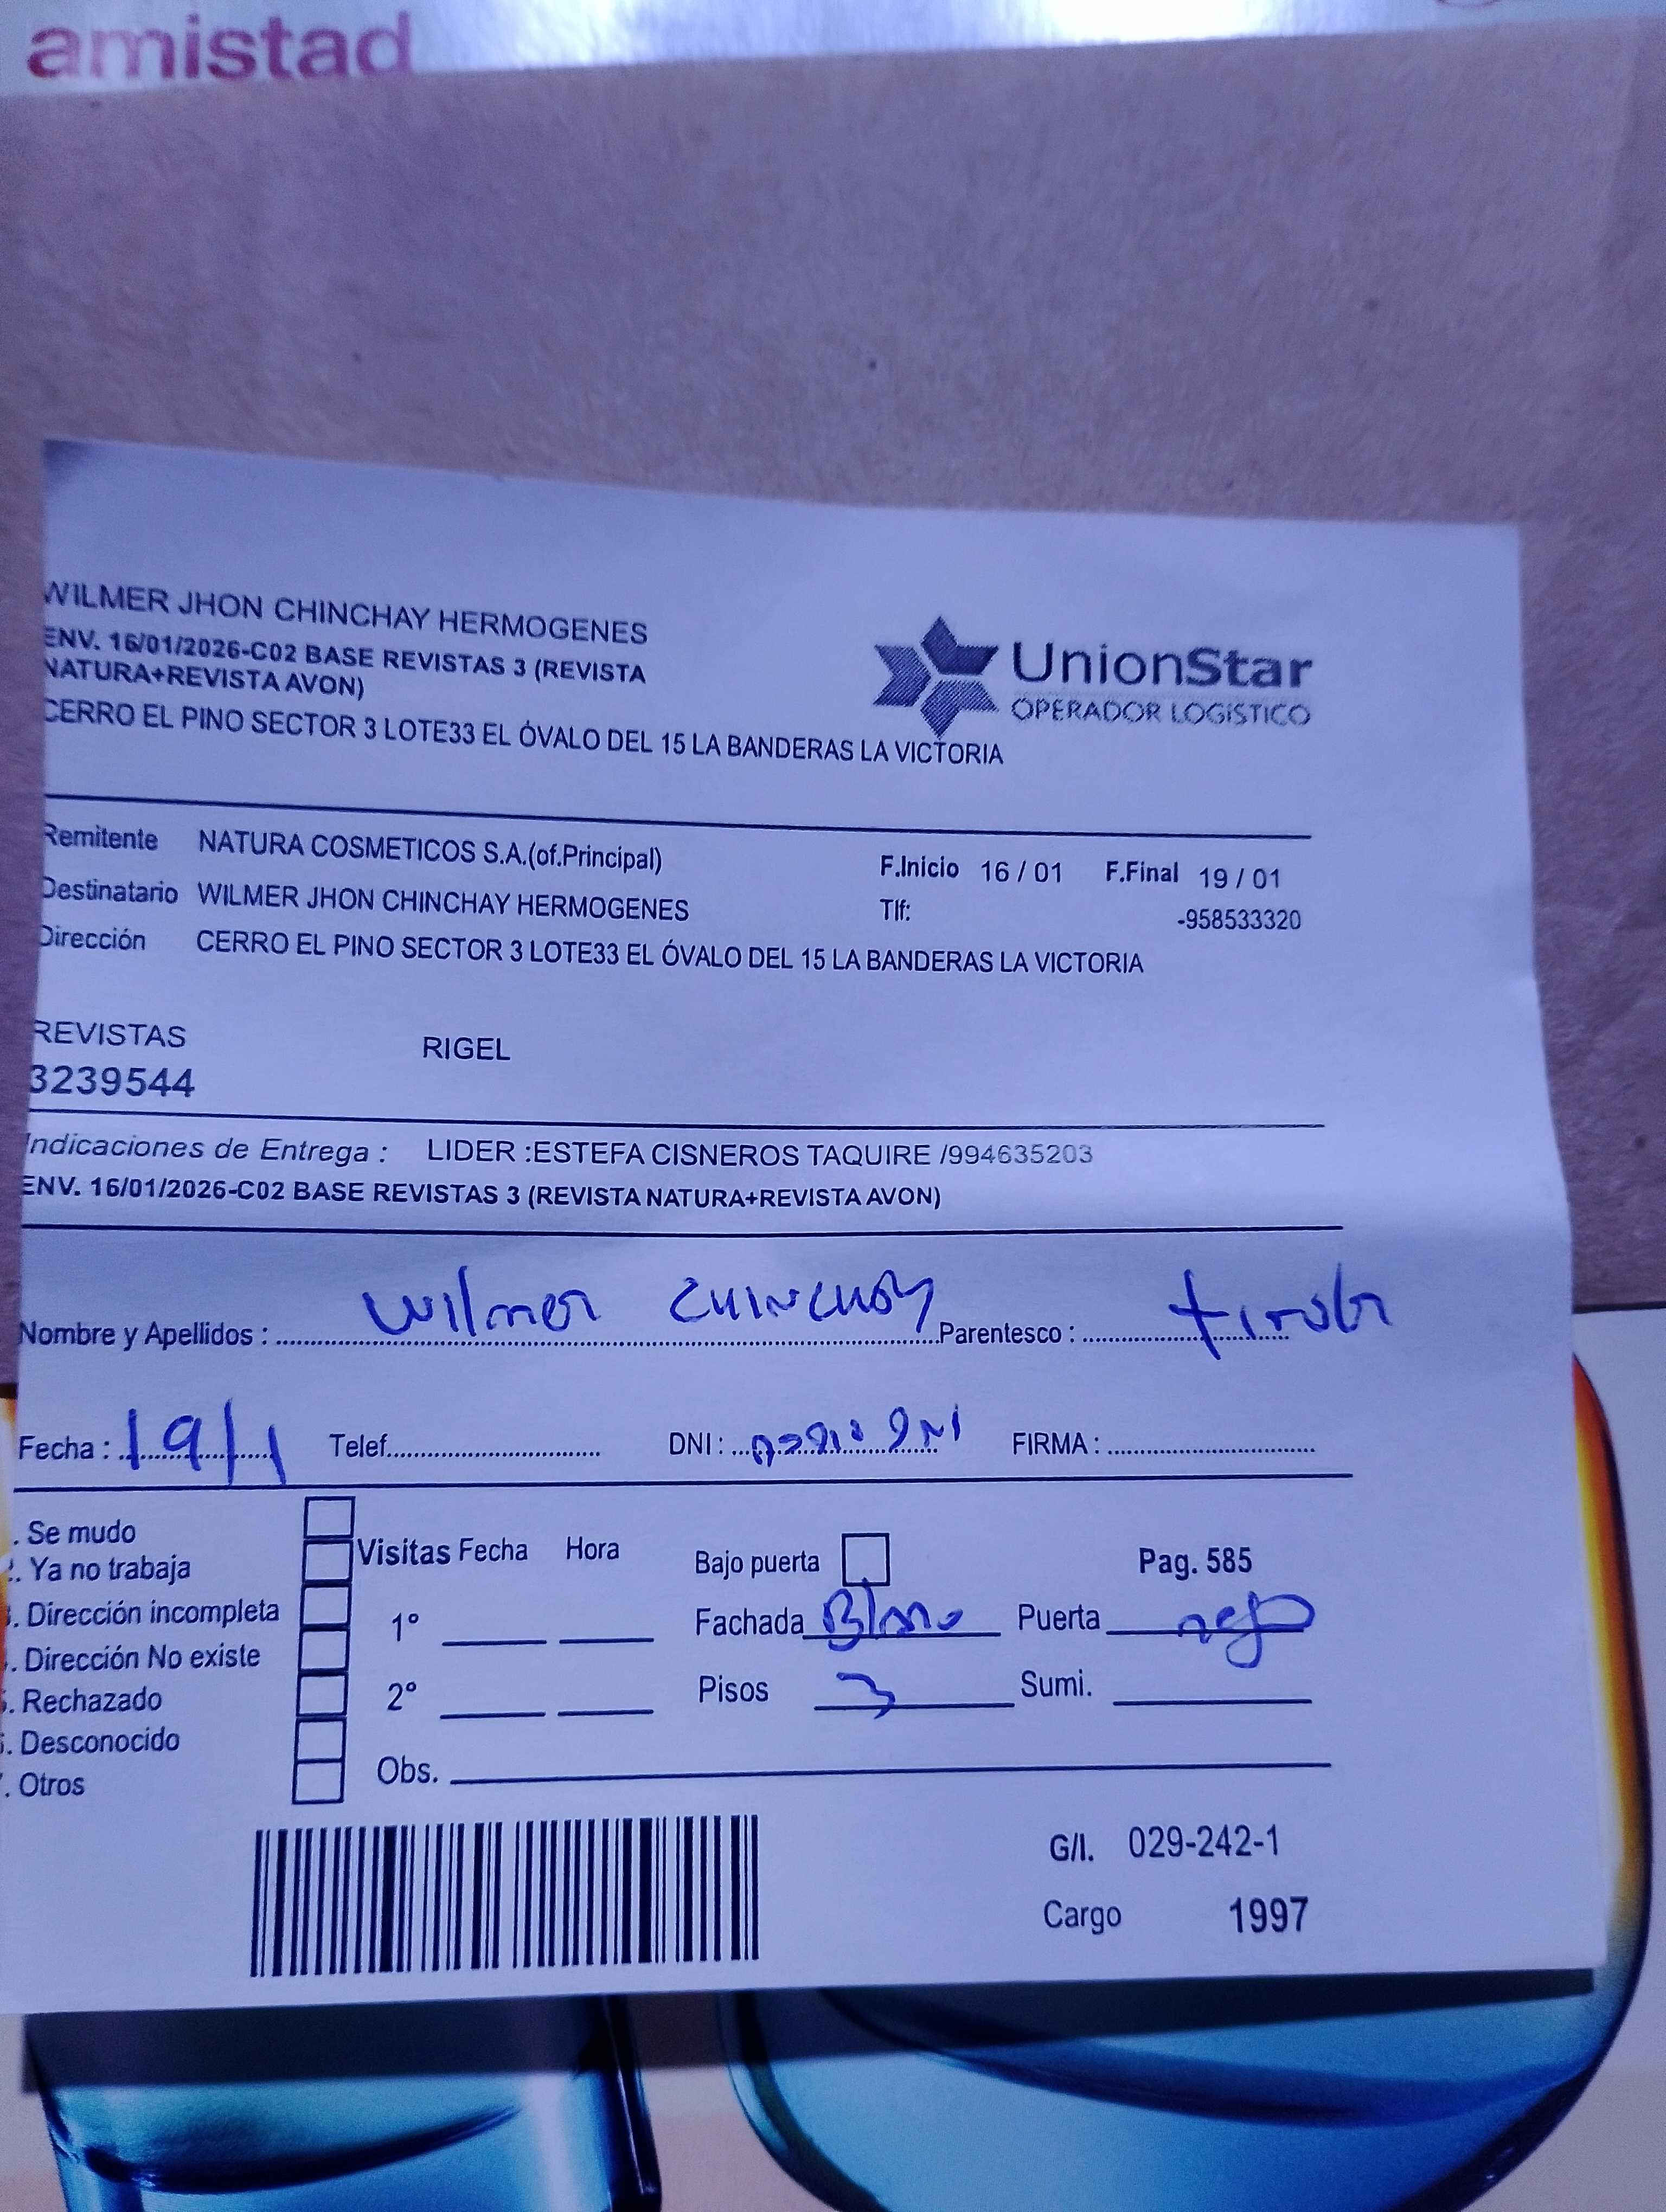 amistad
WILMER JHON CHINCHAY HERMOGENES
ENV. 16/01/2026-C02 BASE REVISTAS 3 (REVISTA
NATURA+REVISTA AVON)
CERRO EL PINO SECTOR 3 LOTE33 EL ÓVALO DEL 15 LA BANDERAS LA VICTORIA
UnionStar
OPERADOR LOGÍSTICO
Remitente NATURA COSMETICOS S.A.(of.Principal) F.Inicio 16 / 01 F.Final 19 / 01
Destinatario WILMER JHON CHINCHAY HERMOGENES Tlf: -958533320
Dirección CERRO EL PINO SECTOR 3 LOTE33 EL ÓVALO DEL 15 LA BANDERAS LA VICTORIA
REVISTAS RIGEL
3239544
Indicaciones de Entrega : LIDER :ESTEFA CISNEROS TAQUIRE /994635203
ENV. 16/01/2026-C02 BASE REVISTAS 3 (REVISTA NATURA+REVISTA AVON)
Nombre y Apellidos : Wilmer Chinchay Parentesco :
Fecha : 19/1 Telef. DNI : FIRMA :
. Se mudo
. Ya no trabaja
. Dirección incompleta
. Dirección No existe
. Rechazado
. Desconocido
. Otros
Visitas Fecha Hora
1°
2°
Obs.
Bajo puerta Pag. 585
Fachada Puerta
Pisos 3 Sumi.
G/I. 029-242-1
Cargo 1997